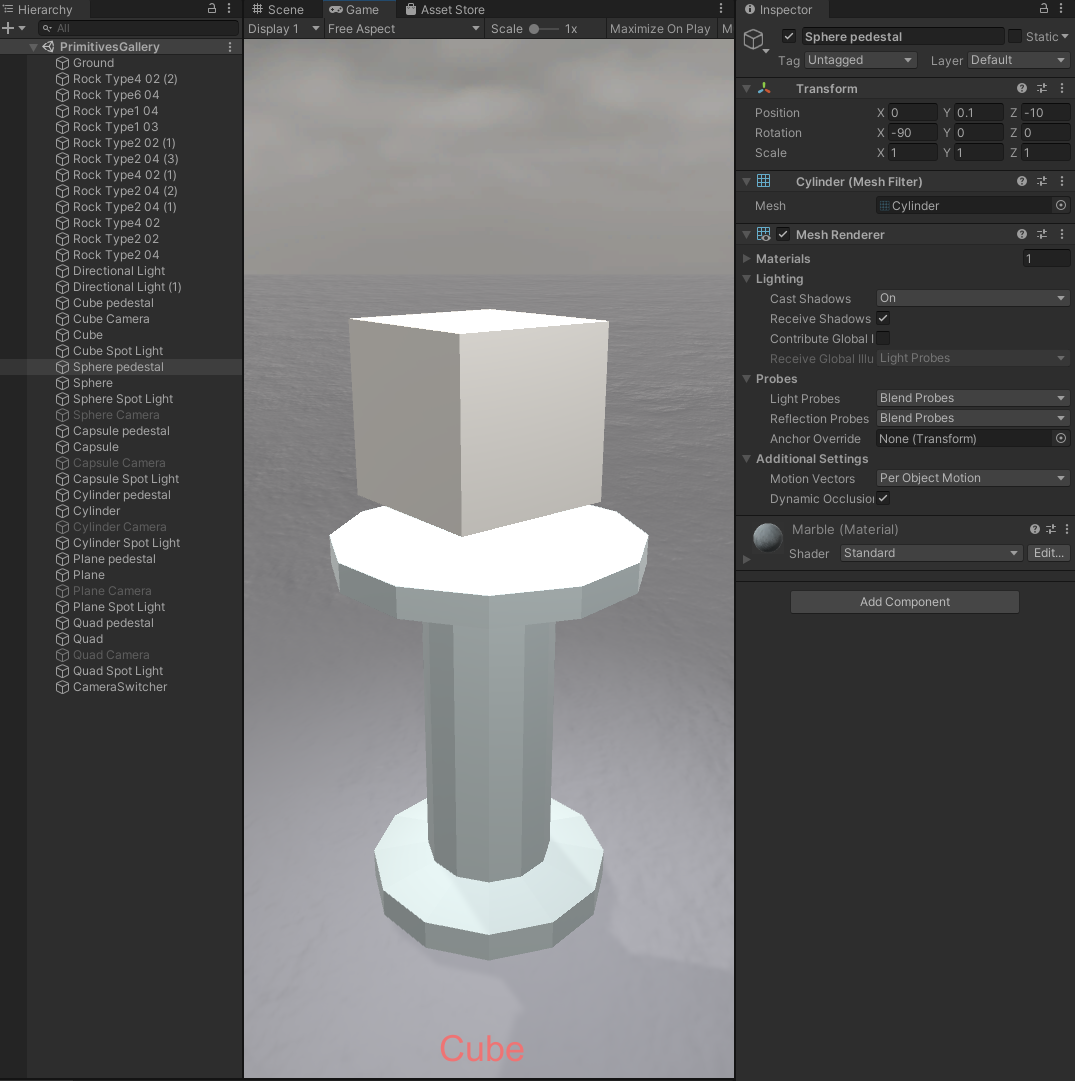 Hierarchy
All
PrimitivesGallery
Ground
Rock Type4 02 (2)
Rock Type6 04
Rock Type1 04
Rock Type1 03
Rock Type2 02 (1)
Rock Type2 04 (3)
Rock Type4 02 (1)
Rock Type2 04 (2)
Rock Type2 04 (1)
Rock Type4 02
Rock Type2 02
Rock Type2 04
Directional Light
Directional Light (1)
Cube pedestal
Cube Camera
Cube
Cube Spot Light
Sphere pedestal
Sphere
Sphere Spot Light
Sphere Camera
Capsule pedestal
Capsule
Capsule Camera
Capsule Spot Light
Cylinder pedestal
Cylinder
Cylinder Camera
Cylinder Spot Light
Plane pedestal
Plane
Plane Camera
Plane Spot Light
Quad pedestal
Quad
Quad Camera
Quad Spot Light
CameraSwitcher
Scene Game Asset Store
Display 1 Free Aspect Scale 1x Maximize On Play M
Cube
Inspector
Sphere pedestal Static
Tag Untagged Layer Default
Transform
Position X 0 Y 0.1 Z -10
Rotation X -90 Y 0 Z 0
Scale X 1 Y 1 Z 1
Cylinder (Mesh Filter)
Mesh Cylinder
Mesh Renderer
Materials 1
Lighting
Cast Shadows On
Receive Shadows
Contribute Global I
Receive Global Illu Light Probes
Probes
Light Probes Blend Probes
Reflection Probes Blend Probes
Anchor Override None (Transform)
Additional Settings
Motion Vectors Per Object Motion
Dynamic Occlusion
Marble (Material)
Shader Standard Edit...
Add Component